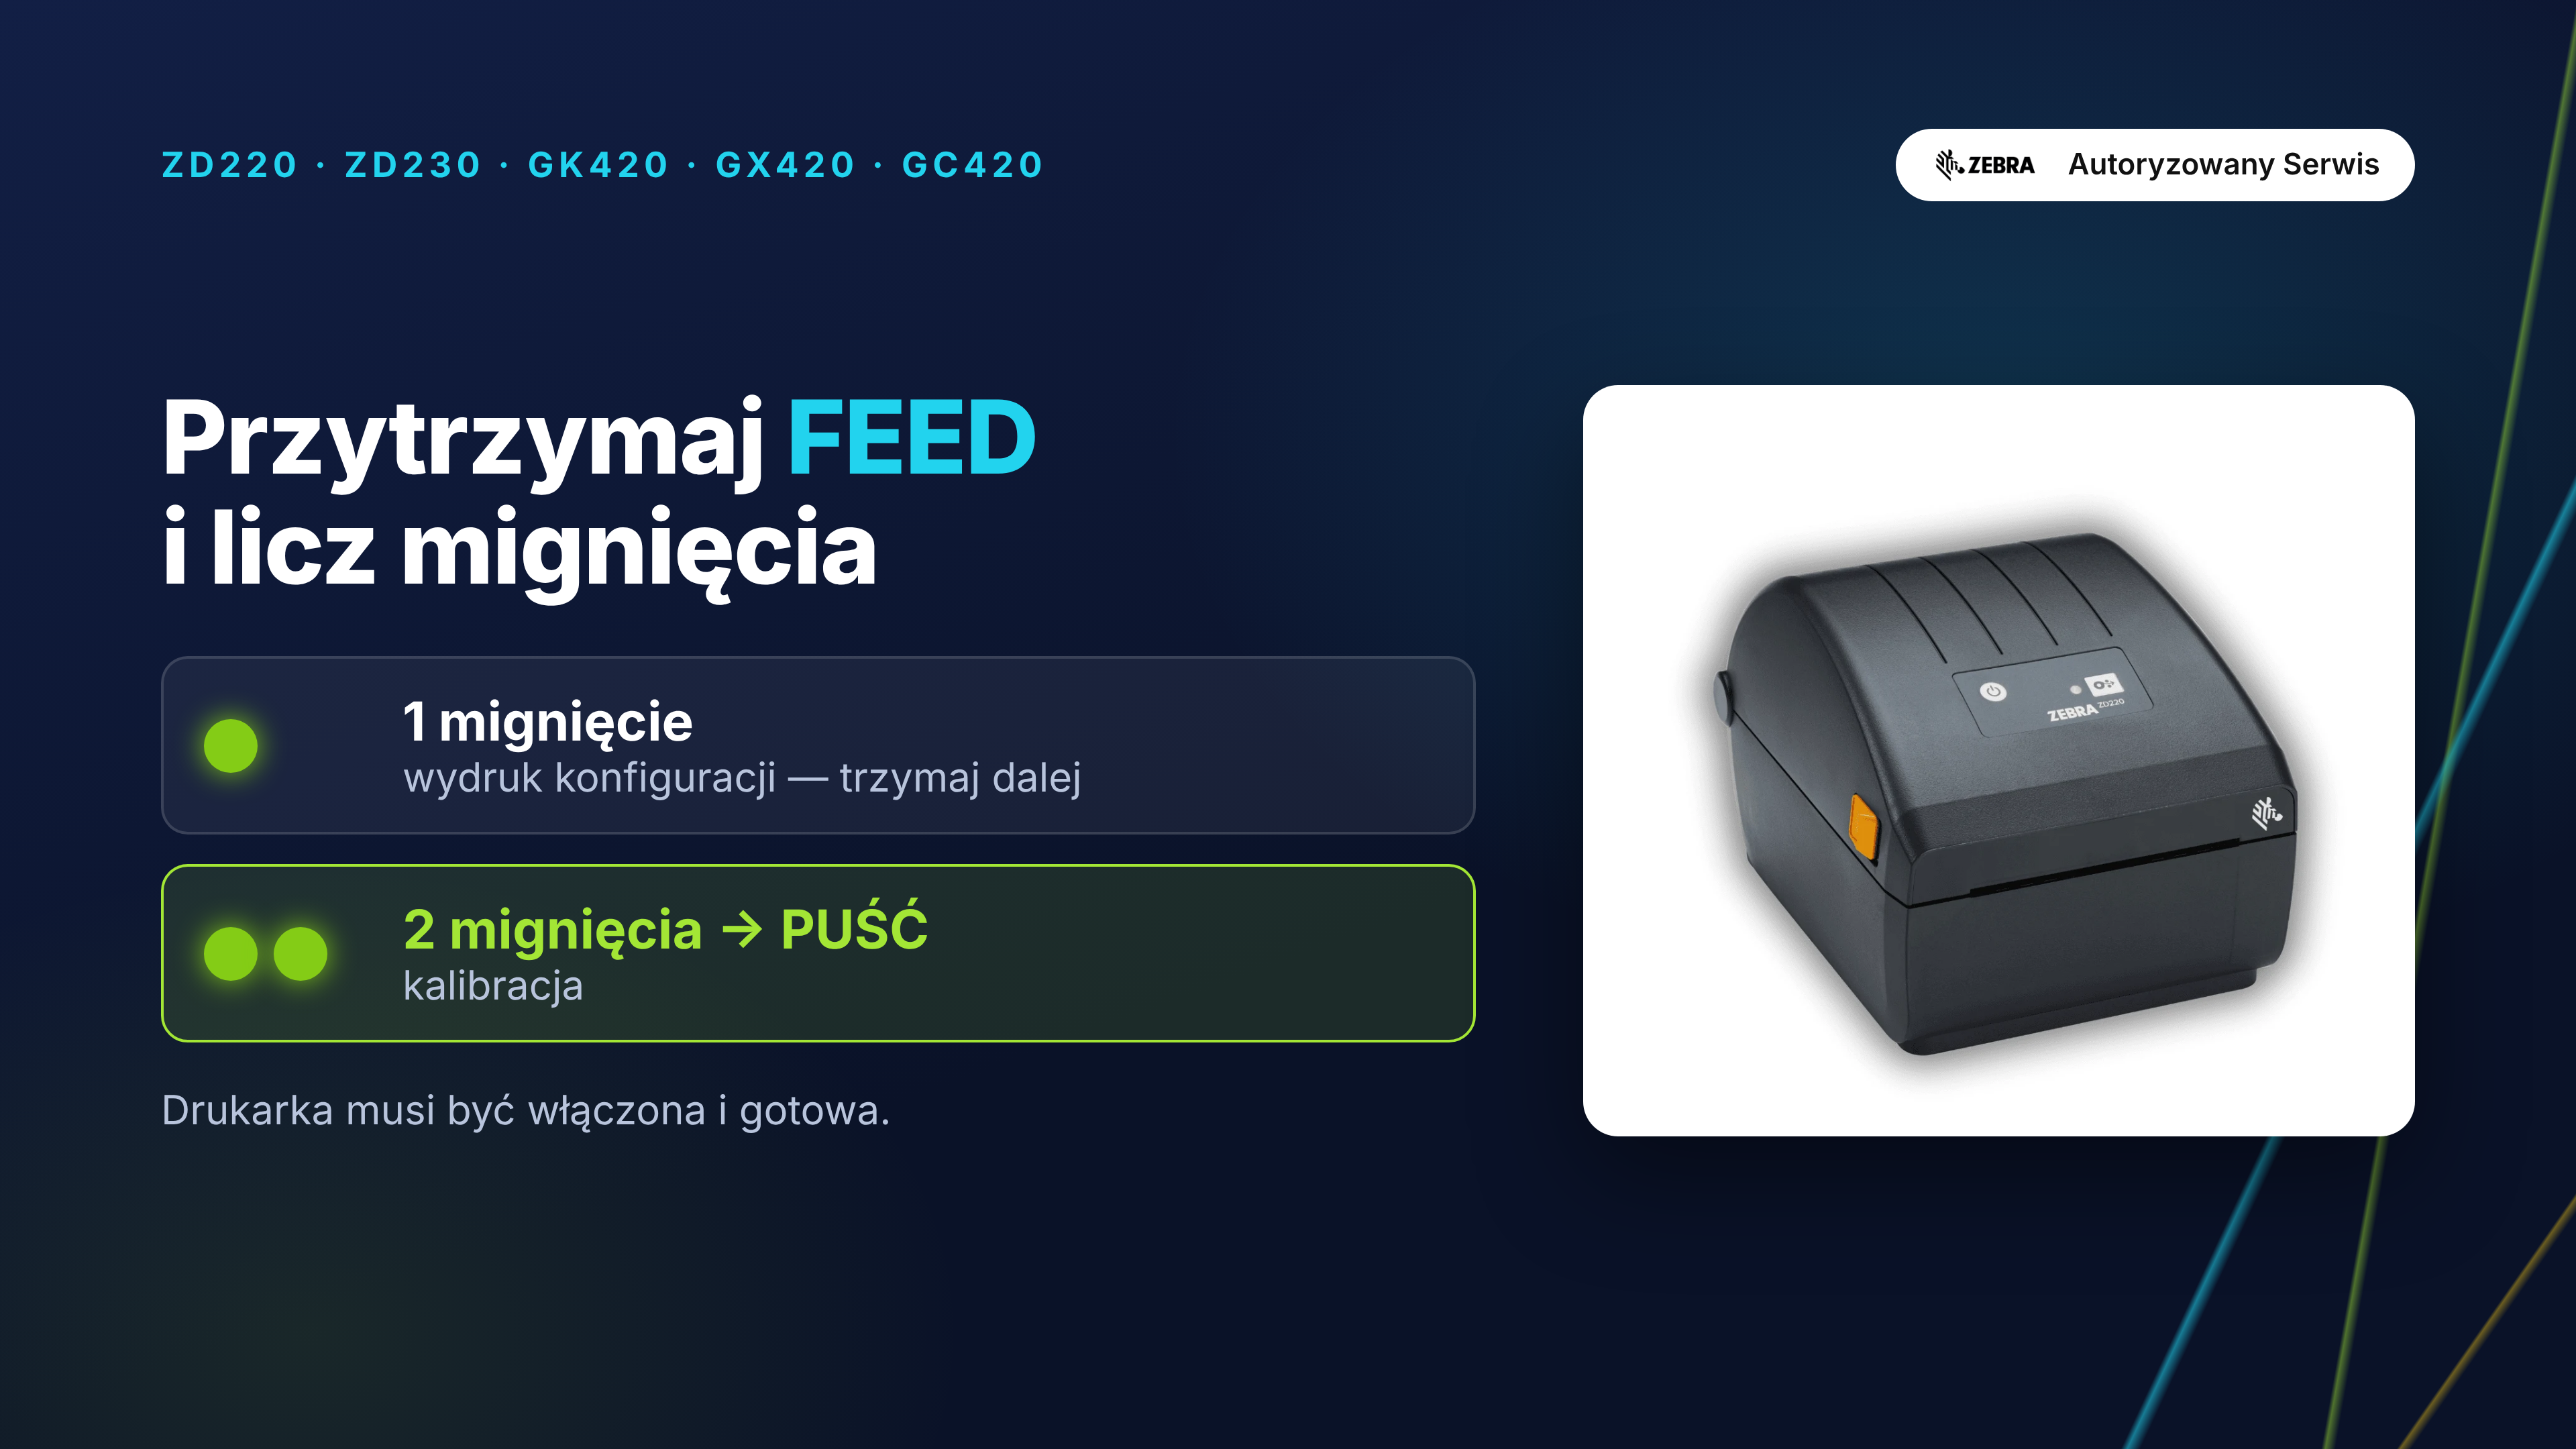 ZD220 · ZD230 · GK420 · GX420 · GC420
ZEBRA Autoryzowany Serwis
Przytrzymaj FEED
i licz mignięcia
1 mignięcie
wydruk konfiguracji — trzymaj dalej
2 mignięcia → PUŚĆ
kalibracja
Drukarka musi być włączona i gotowa.
ZEBRA ZD220